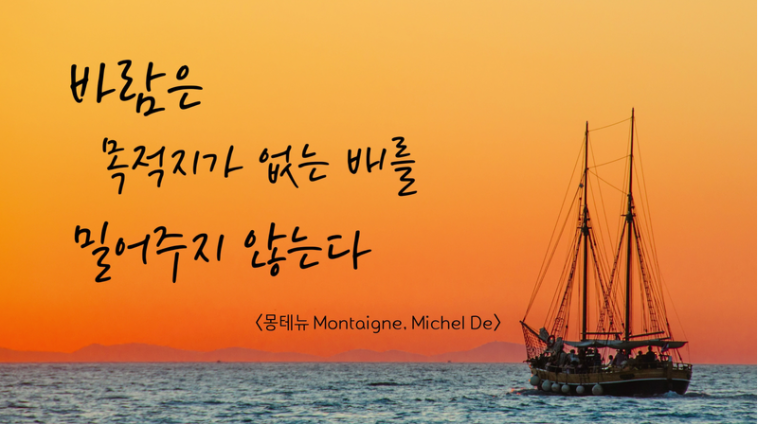 바람은
목적지가 없는 배를
밀어주지 않는다
<몽테뉴 Montaigne. Michel De>